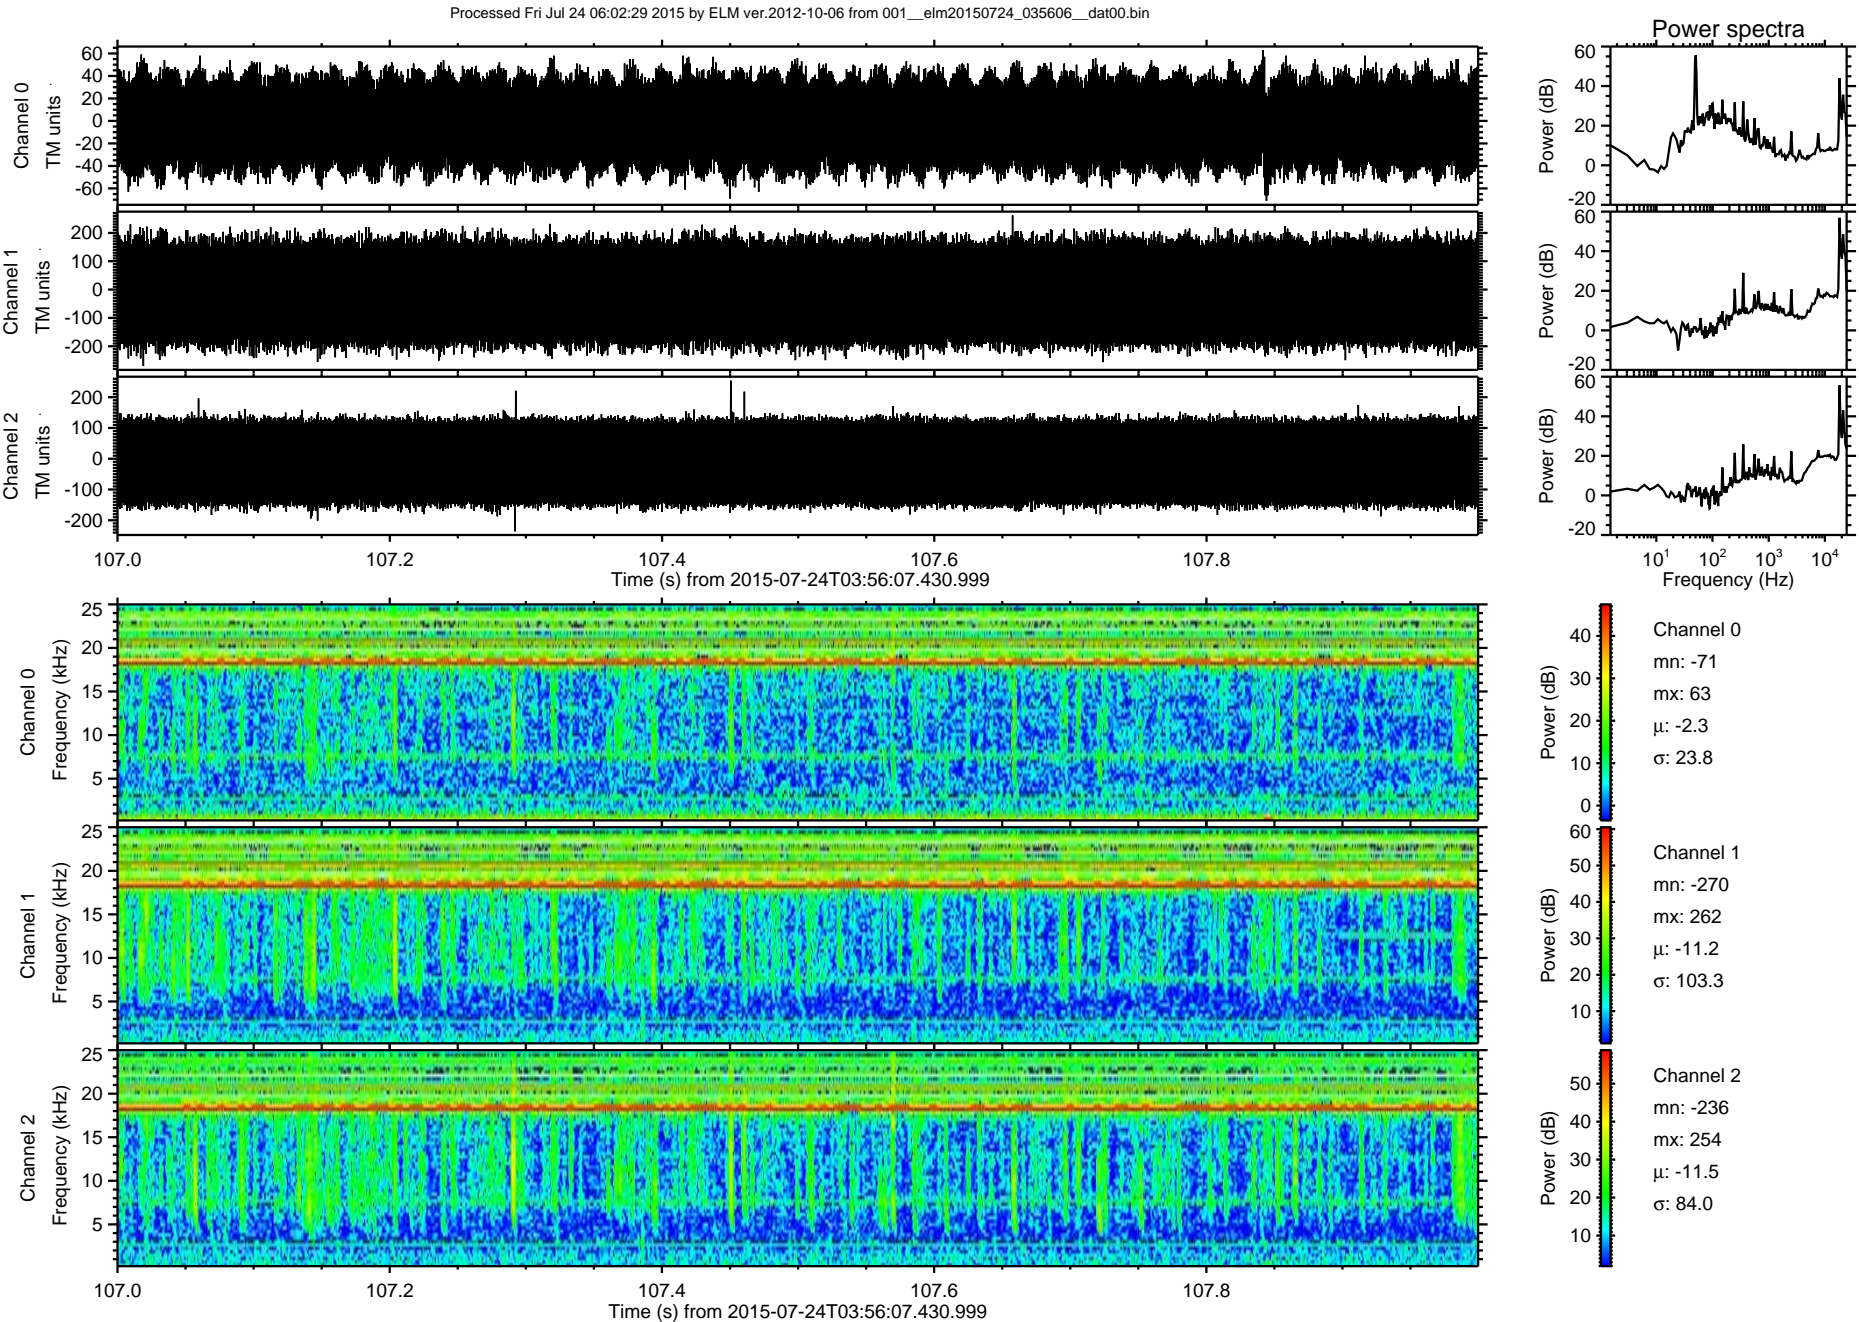 Processed Fri Jul 24 06:02:29 2015 by ELM ver.2012-10-06 from 001__elm20150724_035606__dat00.bin
Power spectra
Channel 0
TM units
60
40
20
0
-20
-40
-60
Power (dB)
60
40
20
0
-20
Channel 1
TM units
200
100
0
-100
-200
Power (dB)
60
40
20
0
-20
Channel 2
TM units
200
100
0
-100
-200
Power (dB)
60
40
20
0
-20
107.0 107.2 107.4 107.6 107.8
Time (s) from 2015-07-24T03:56:07.430.999
10^1 10^2 10^3 10^4
Frequency (Hz)
Channel 0
Frequency (kHz)
25
20
15
10
5
Power (dB)
40
30
20
10
0
Channel 0
mn: -71
mx: 63
μ: -2.3
σ: 23.8
Channel 1
Frequency (kHz)
25
20
15
10
5
Power (dB)
60
50
40
30
20
10
Channel 1
mn: -270
mx: 262
μ: -11.2
σ: 103.3
Channel 2
Frequency (kHz)
25
20
15
10
5
Power (dB)
50
40
30
20
10
Channel 2
mn: -236
mx: 254
μ: -11.5
σ: 84.0
107.0 107.2 107.4 107.6 107.8
Time (s) from 2015-07-24T03:56:07.430.999